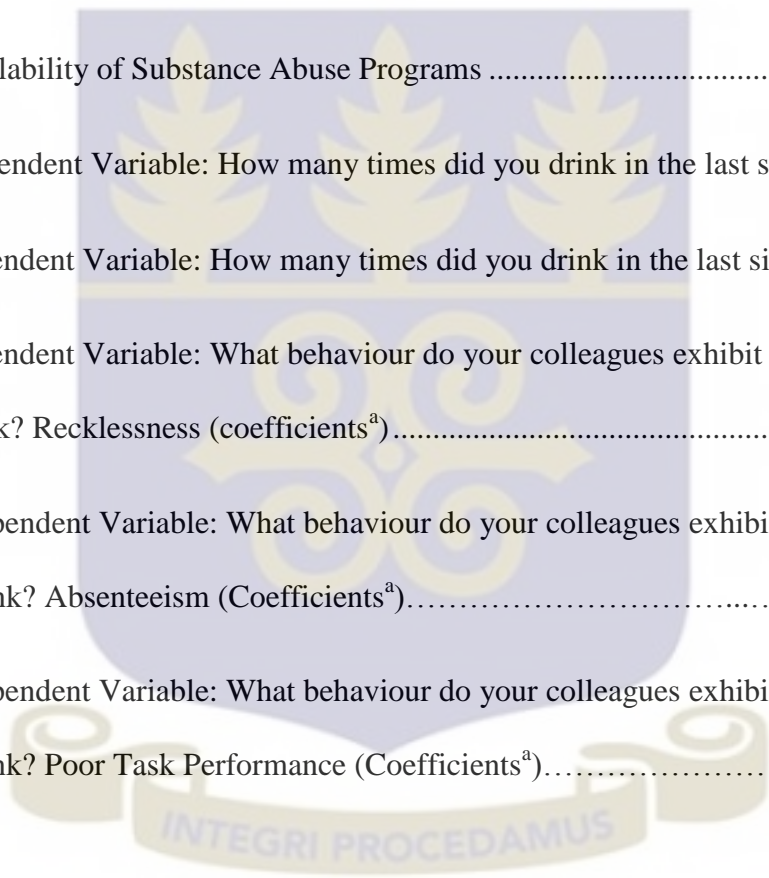 lability of Substance Abuse Programs ....................................
endent Variable: How many times did you drink in the last s
endent Variable: How many times did you drink in the last si
endent Variable: What behaviour do your colleagues exhibit
k? Recklessness (coefficientsᵃ)..................................................
pendent Variable: What behaviour do your colleagues exhibi
nk? Absenteeism (Coefficientsᵃ)…………………………...…
pendent Variable: What behaviour do your colleagues exhibi
nk? Poor Task Performance (Coefficientsᵃ)…………………
INTEGRI PROCEDAMUS